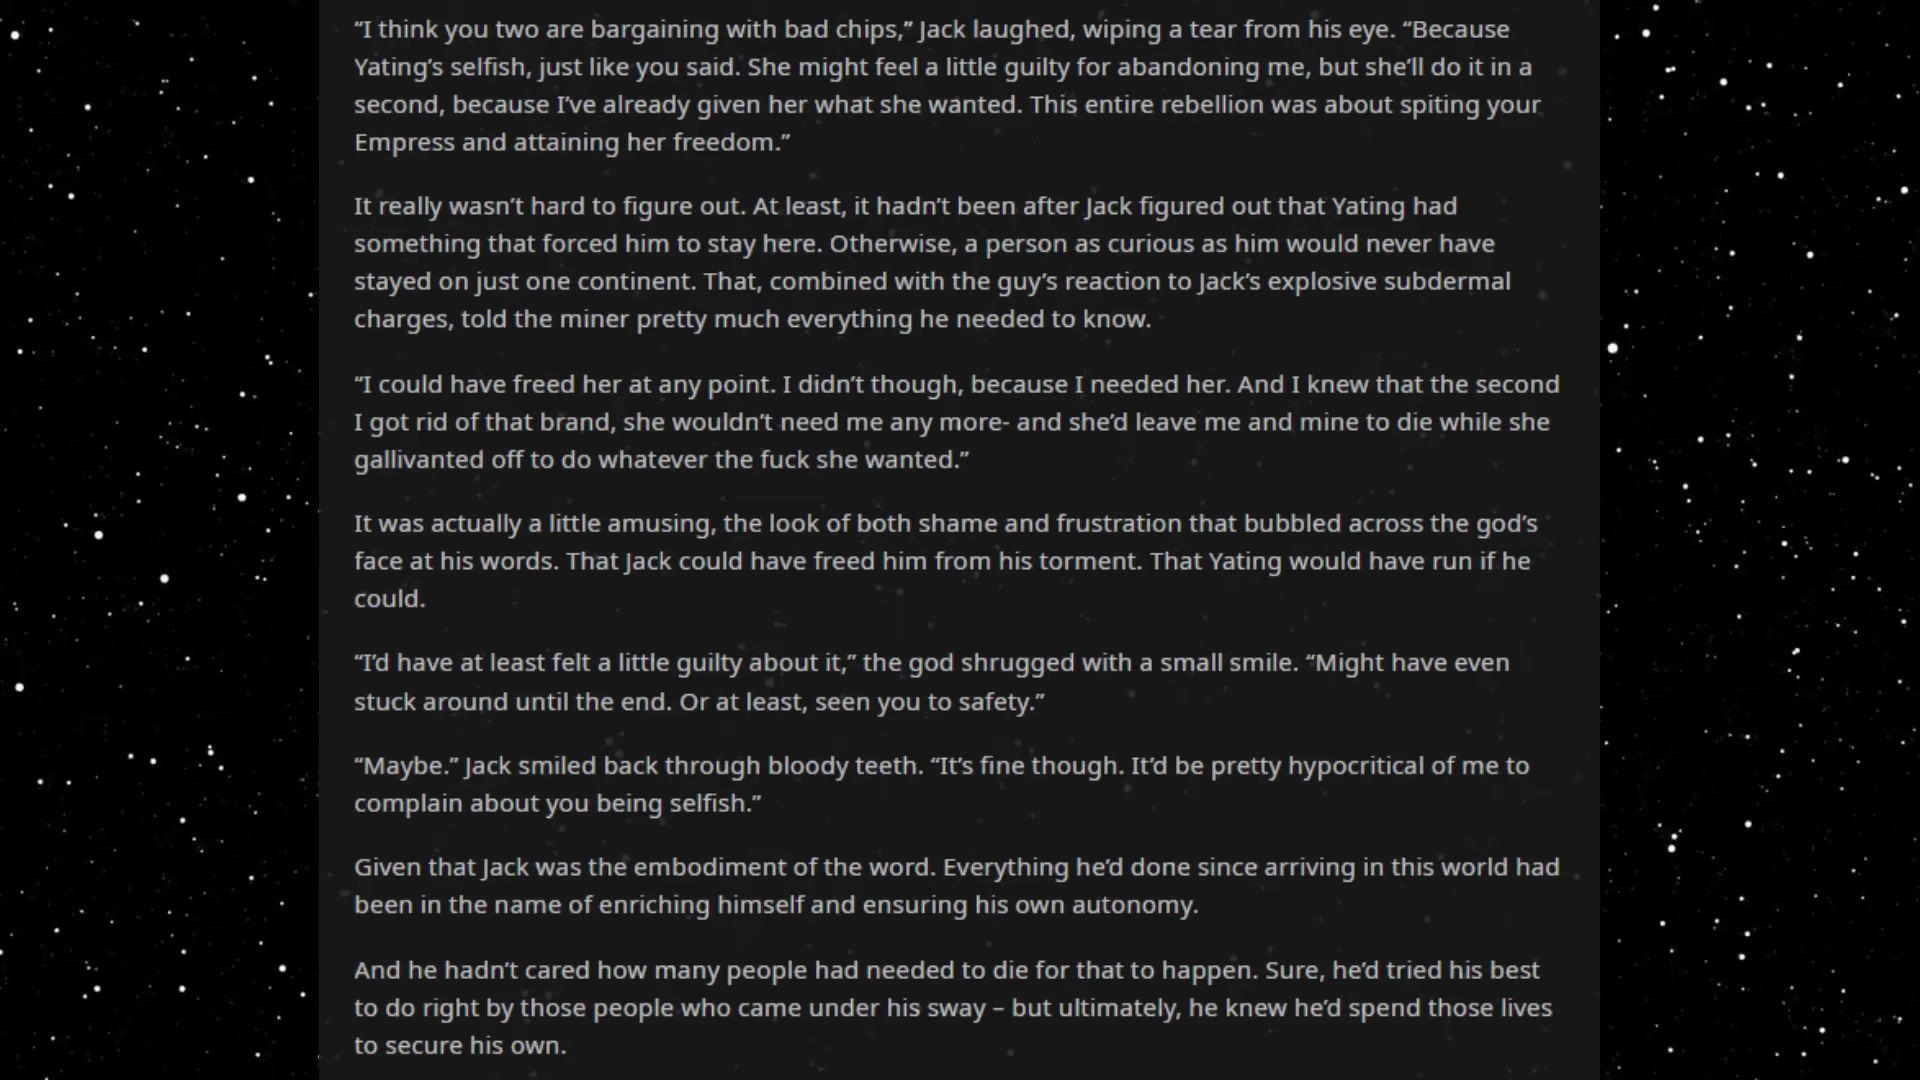 “I think you two are bargaining with bad chips,” Jack laughed, wiping a tear from his eye. “Because
Yating’s selfish, just like you said. She might feel a little guilty for abandoning me, but she’ll do it in a
second, because I’ve already given her what she wanted. This entire rebellion was about spiting your
Empress and attaining her freedom.”
It really wasn’t hard to figure out. At least, it hadn’t been after Jack figured out that Yating had
something that forced him to stay here. Otherwise, a person as curious as him would never have
stayed on just one continent. That, combined with the guy’s reaction to Jack’s explosive subdermal
charges, told the miner pretty much everything he needed to know.
“I could have freed her at any point. I didn’t though, because I needed her. And I knew that the second
I got rid of that brand, she wouldn’t need me any more- and she’d leave me and mine to die while she
gallivanted off to do whatever the fuck she wanted.”
It was actually a little amusing, the look of both shame and frustration that bubbled across the god’s
face at his words. That Jack could have freed him from his torment. That Yating would have run if he
could.
“I’d have at least felt a little guilty about it,” the god shrugged with a small smile. “Might have even
stuck around until the end. Or at least, seen you to safety.”
“Maybe.” Jack smiled back through bloody teeth. “It’s fine though. It’d be pretty hypocritical of me to
complain about you being selfish.”
Given that Jack was the embodiment of the word. Everything he’d done since arriving in this world had
been in the name of enriching himself and ensuring his own autonomy.
And he hadn’t cared how many people had needed to die for that to happen. Sure, he’d tried his best
to do right by those people who came under his sway – but ultimately, he knew he’d spend those lives
to secure his own.